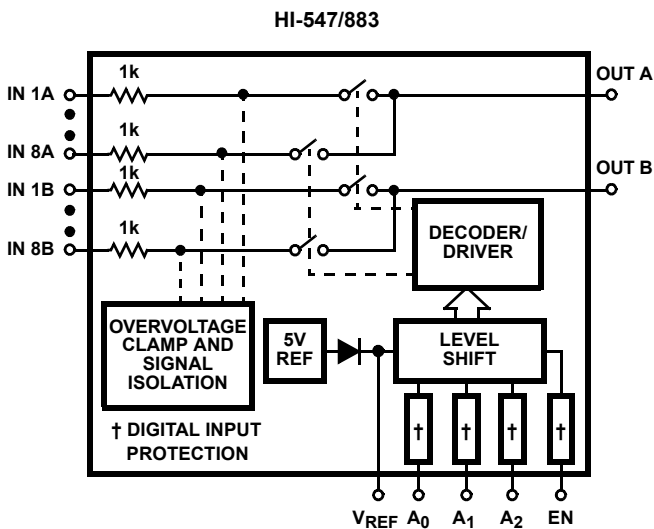 HI-547/883
1k
IN 1A
OUT A
1k
IN 8A
1k
IN 1B
OUT B
1k
IN 8B
DECODER/
DRIVER
OVERVOLTAGE
CLAMP AND
SIGNAL
ISOLATION
5V
REF
LEVEL
SHIFT
† † † †
† DIGITAL INPUT
PROTECTION
VREF A0 A1 A2 EN